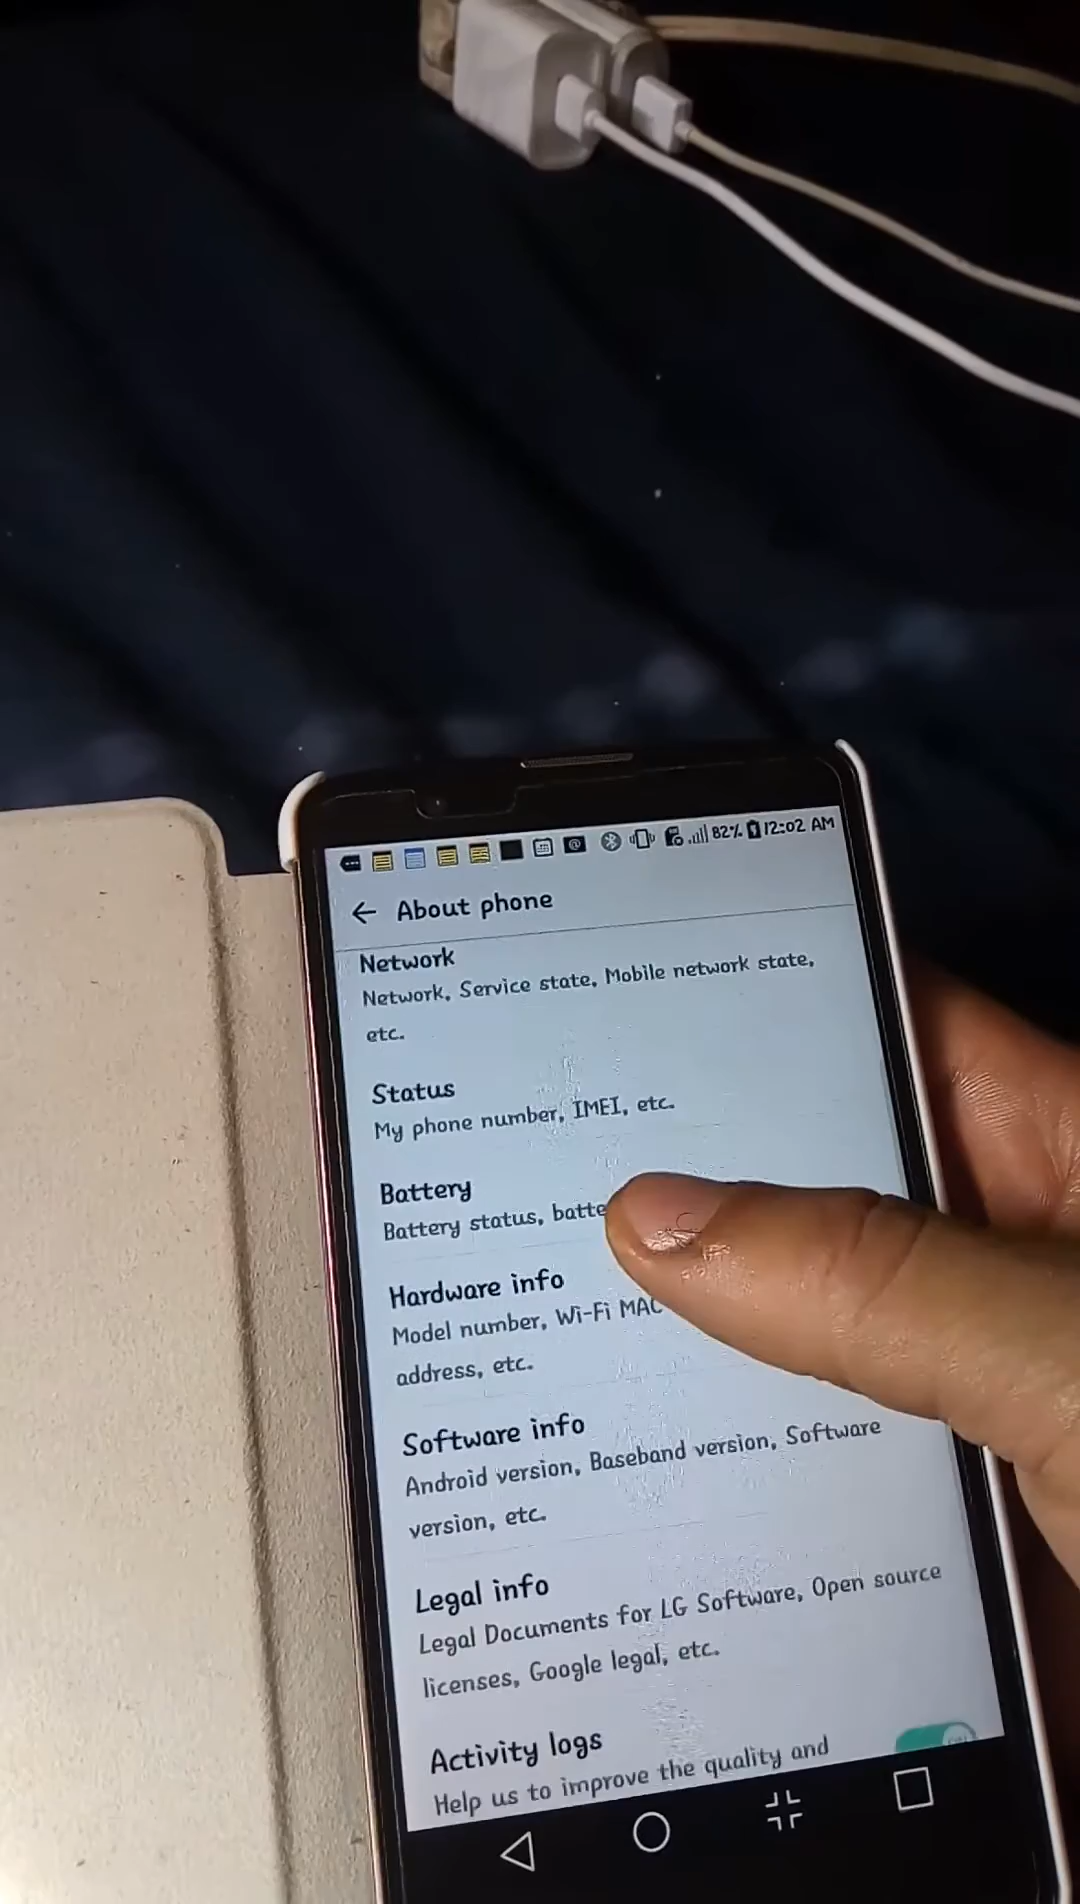 82% 12:02 AM
About phone
Network
Network, Service state, Mobile network state,
etc.
Status
My phone number, IMEI, etc.
Battery
Battery status, batte
Hardware info
Model number, Wi-Fi MAC
address, etc.
Software info
Android version, Baseband version, Software
version, etc.
Legal info
Legal Documents for LG Software, Open source
licenses, Google legal, etc.
Activity logs
Help us to improve the quality and